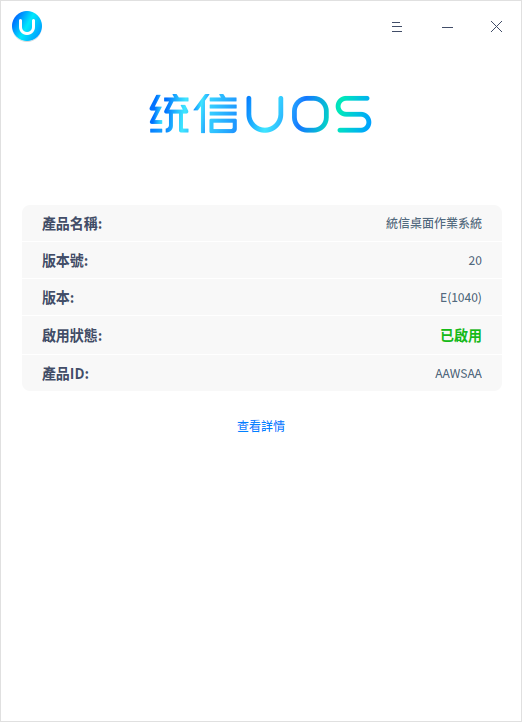 统信UOS
產品名稱: 統信桌面作業系統
版本號: 20
版本: E(1040)
啟用狀態: 已啟用
產品ID: AAWSAA
查看詳情